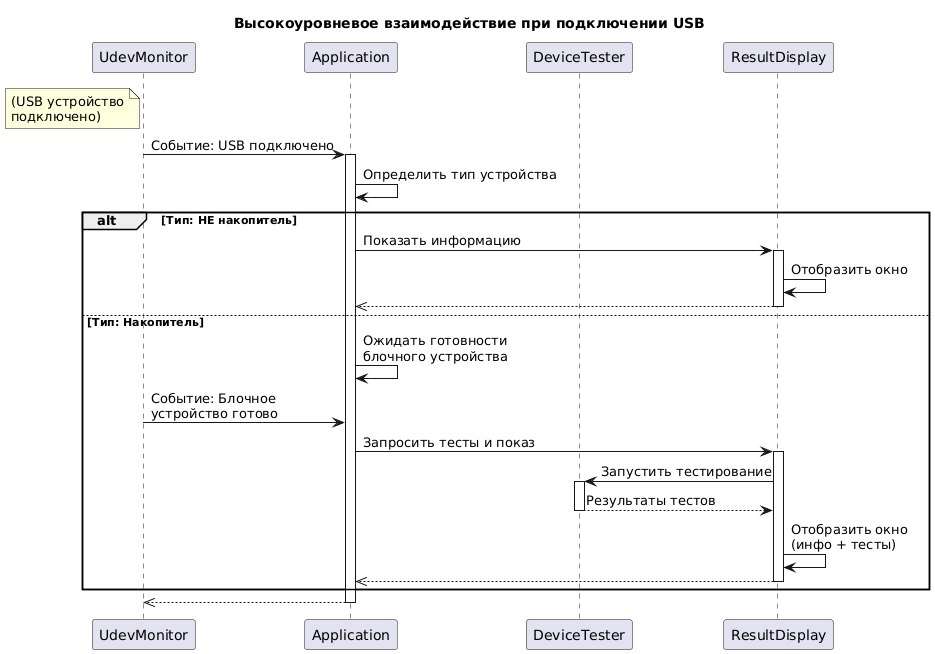 Высокоуровневое взаимодействие при подключении USB
UdevMonitor
Application
DeviceTester
ResultDisplay
(USB устройство
подключено)
Событие: USB подключено
Определить тип устройства
alt
[Тип: НЕ накопитель]
Показать информацию
Отобразить окно
[Тип: Накопитель]
Ожидать готовности
блочного устройства
Событие: Блочное
устройство готово
Запросить тесты и показ
Запустить тестирование
Результаты тестов
Отобразить окно
(инфо + тесты)
UdevMonitor
Application
DeviceTester
ResultDisplay